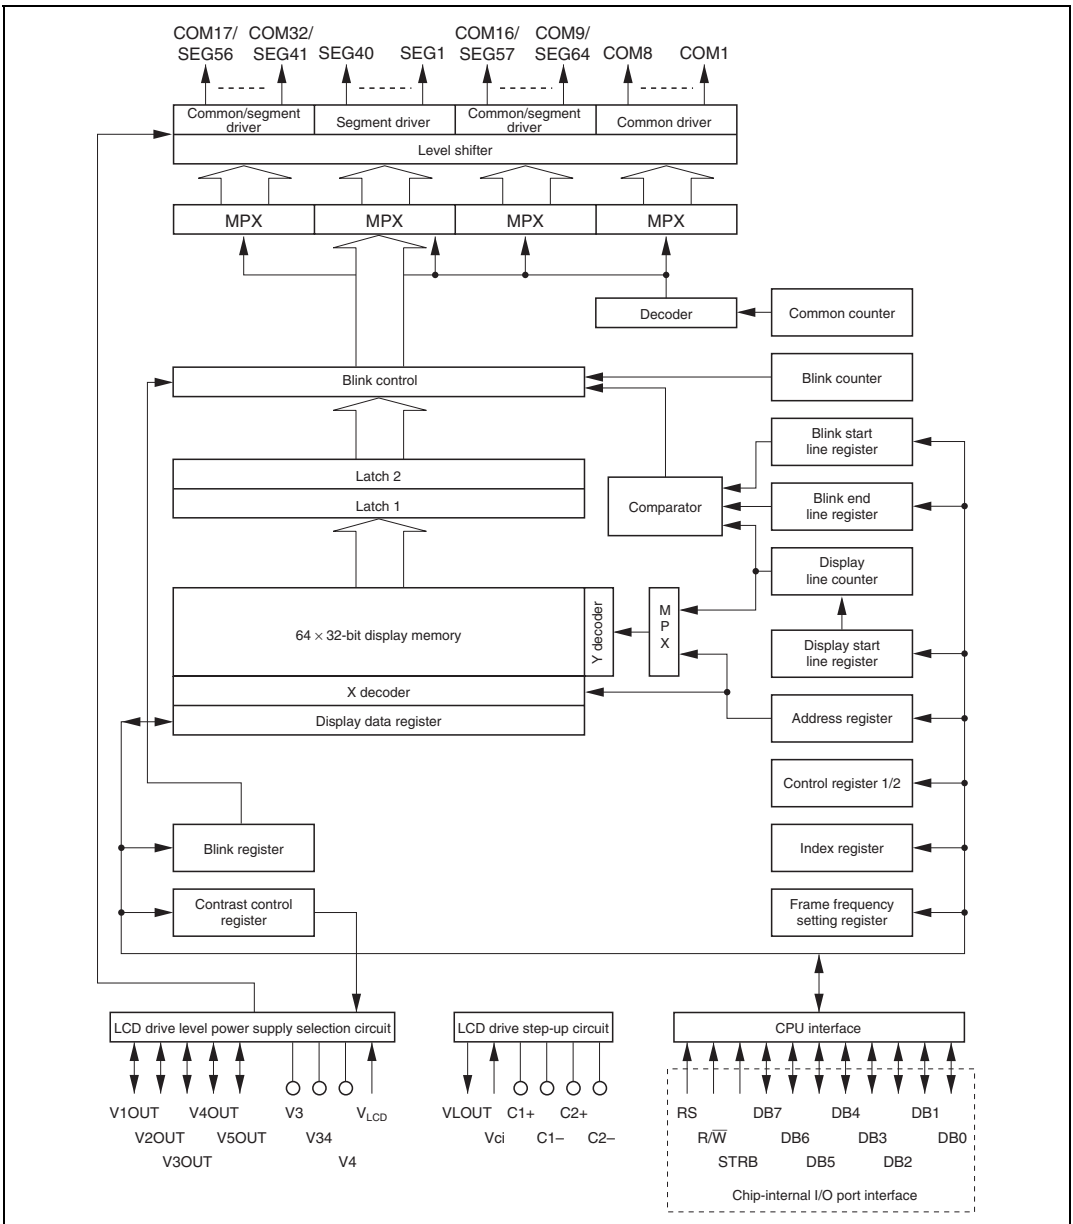 COM17/ COM32/ COM16/ COM9/
SEG56 SEG41 SEG40 SEG1 SEG57 SEG64 COM8 COM1
Common/segment driver
Segment driver
Common/segment driver
Common driver
Level shifter
MPX MPX MPX MPX
Decoder
Common counter
Blink control
Blink counter
Blink start
line register
Latch 2
Latch 1
Comparator
Blink end
line register
Display
line counter
64 × 32-bit display memory
Y decoder
MPX
Display start
line register
X decoder
Display data register
Address register
Control register 1/2
Blink register
Index register
Contrast control
register
Frame frequency
setting register
LCD drive level power supply selection circuit
LCD drive step-up circuit
CPU interface
V1OUT V4OUT V3 VLCD VLOUT C1+ C2+ RS DB7 DB4 DB1
V2OUT V5OUT V34 Vci C1– C2– R/W̅ DB6 DB3 DB0
V3OUT V4 STRB DB5 DB2
Chip-internal I/O port interface